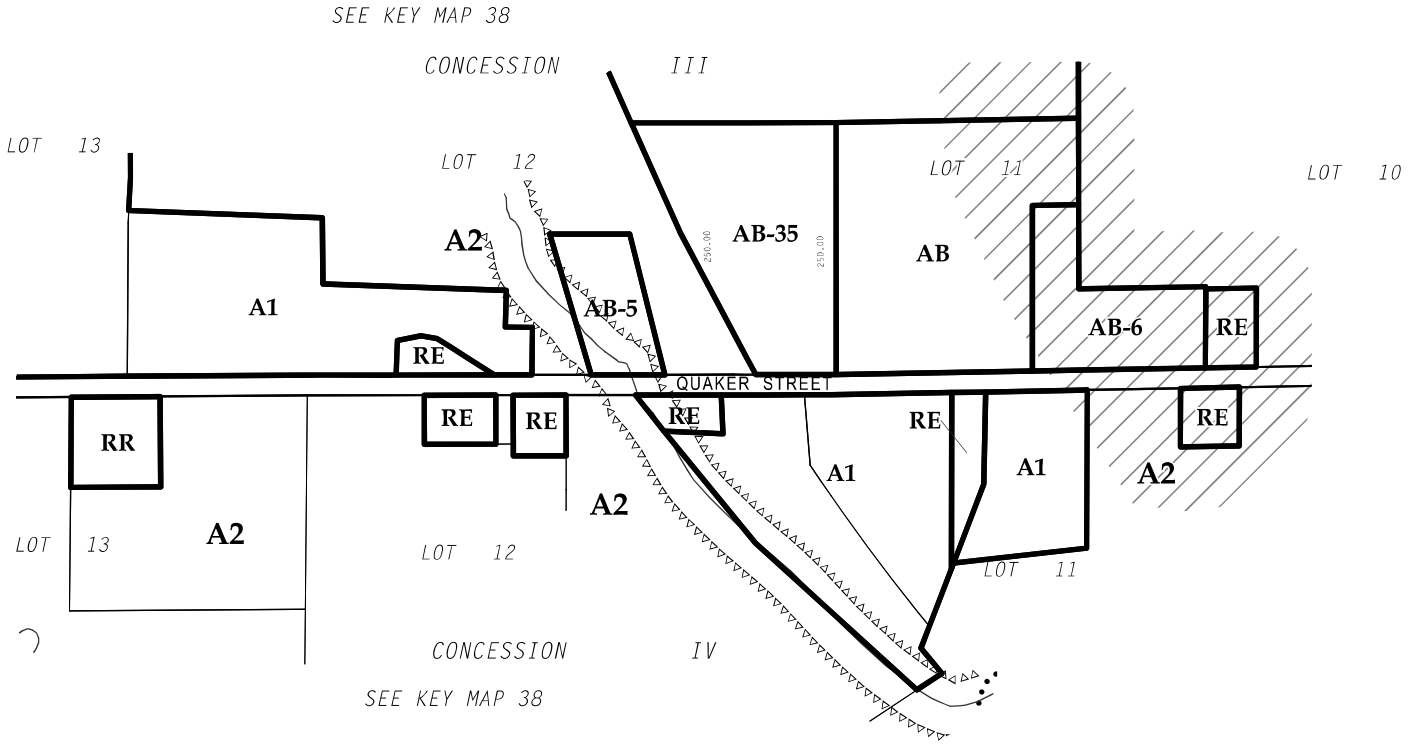 SEE KEY MAP 38
CONCESSION III
LOT 13
LOT 12
LOT 11
LOT 10
A2
AB-35
250.00
250.00
AB
A1
AB-5
AB-6
RE
RE
QUAKER STREET
RR
RE
RE
RE
RE
RE
A1
A1
A2
A2
A2
LOT 13
LOT 12
LOT 11
CONCESSION IV
SEE KEY MAP 38